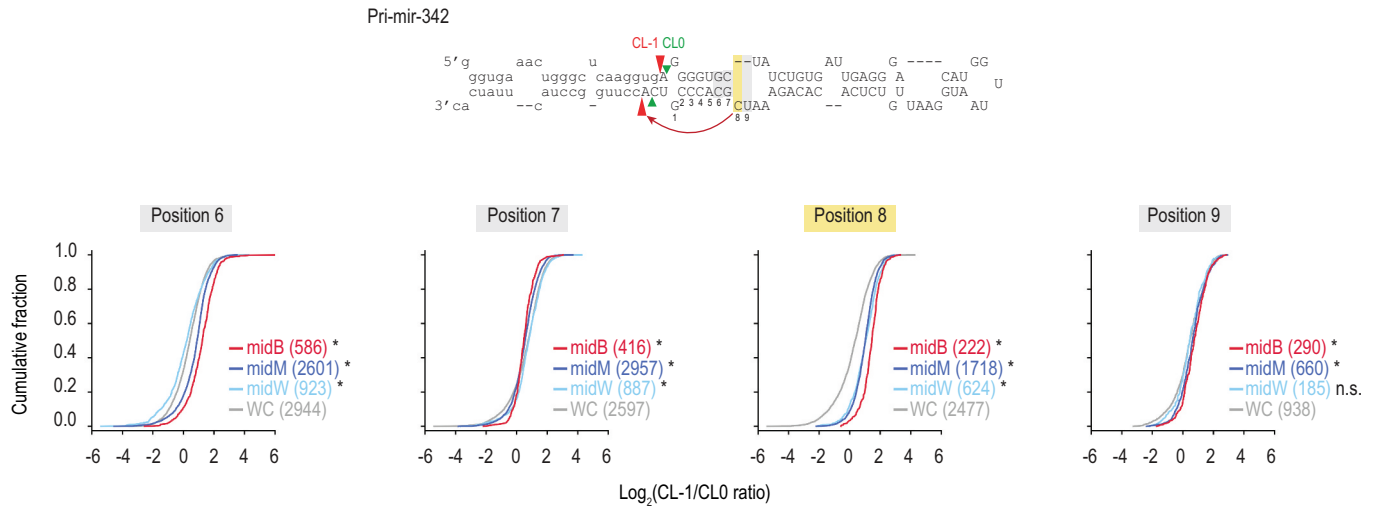 Pri-mir-342
CL-1 CL0
5′g aac u G --UA AU G ---- GG
gguga ugggc caaggugA GGGUGC UCUGUG UGAGG A CAU U
cuauu auccg guuccACU CCCACG AGACAC ACUCU U GUA
3′ca --c - G CUAA -- GUAAG AU
1 2 3 4 5 6 7 8 9
Position 6 Position 7 Position 8 Position 9
Cumulative fraction
1.0
0.8
0.6
0.4
0.2
0.0
midB (586) *
midM (2601) *
midW (923) *
WC (2944)
-6 -4 -2 0 2 4 6
midB (416) *
midM (2957) *
midW (887) *
WC (2597)
-6 -4 -2 0 2 4 6
midB (222) *
midM (1718) *
midW (624) *
WC (2477)
-6 -4 -2 0 2 4 6
midB (290) *
midM (660) *
midW (185) n.s.
WC (938)
-6 -4 -2 0 2 4 6
Log2(CL-1/CL0 ratio)